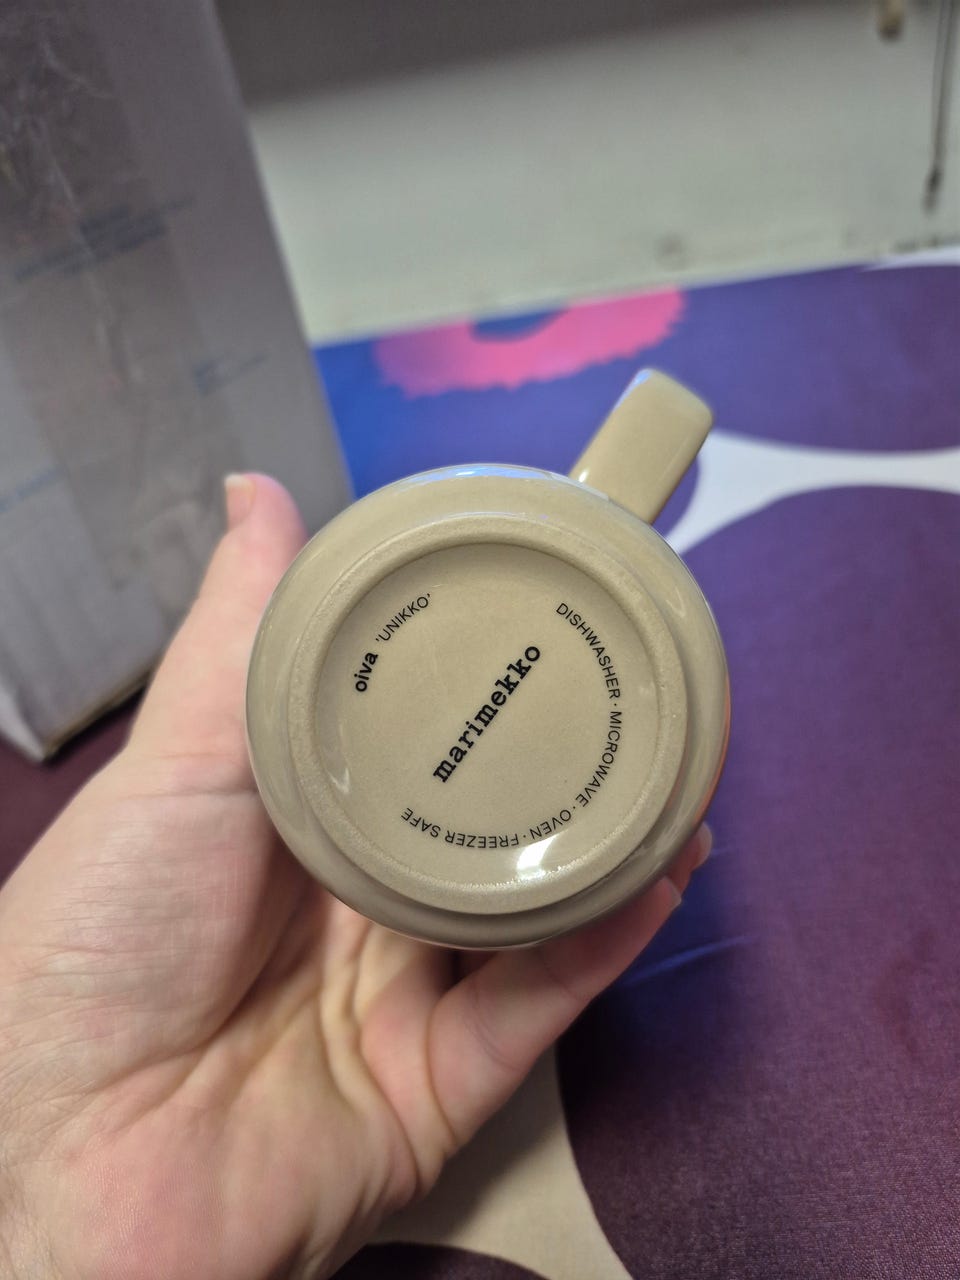 oiva 'UNIKKO'
marimekko
DISHWASHER · MICROWAVE · OVEN · FREEZER SAFE